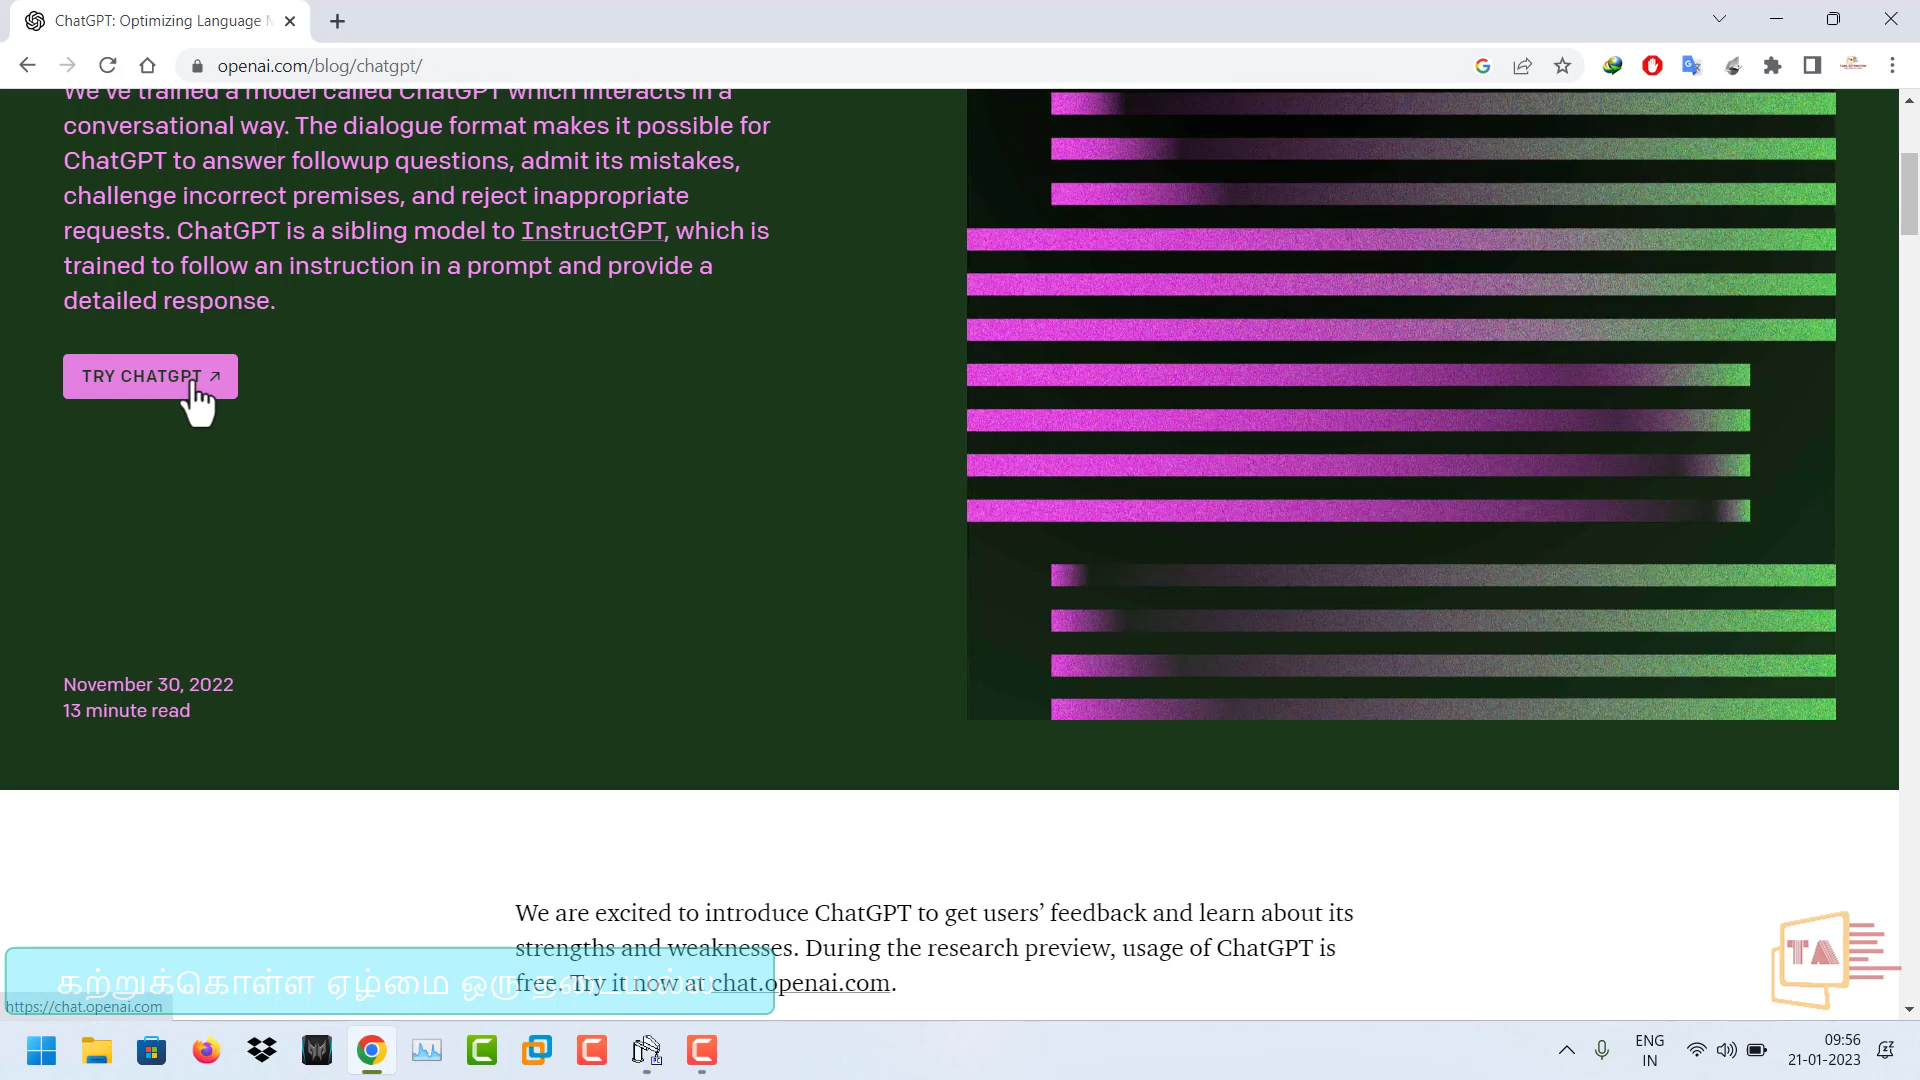 ChatGPT: Optimizing Language
openai.com/blog/chatgpt/
We've trained a model called ChatGPT which interacts in a
conversational way. The dialogue format makes it possible for
ChatGPT to answer followup questions, admit its mistakes,
challenge incorrect premises, and reject inappropriate
requests. ChatGPT is a sibling model to InstructGPT, which is
trained to follow an instruction in a prompt and provide a
detailed response.
TRY CHATGPT ↗
November 30, 2022
13 minute read
We are excited to introduce ChatGPT to get users’ feedback and learn about its
strengths and weaknesses. During the research preview, usage of ChatGPT is
free. Try it now at chat.openai.com.
கற்றுக்கொள்ள ஏழ்மை ஒரு தடையல்ல
https://chat.openai.com
TA
ENG
IN
09:56
21-01-2023